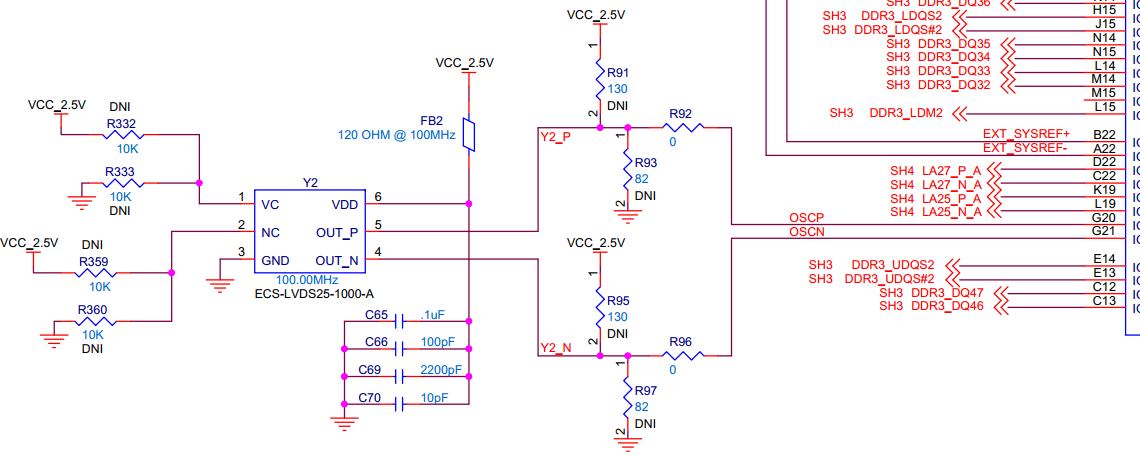 SH3 DDR3_DQ36
SH3 DDR3_LDQS2
H15
SH3 DDR3_LDQS#2
J15
SH3 DDR3_DQ35
N14
SH3 DDR3_DQ34
N15
SH3 DDR3_DQ33
L14
SH3 DDR3_DQ32
M14
M15
SH3 DDR3_LDM2
L15
EXT_SYSREF+
B22
EXT_SYSREF-
A22
D22
SH4 LA27_P_A
C22
SH4 LA27_N_A
K19
SH4 LA25_P_A
L19
SH4 LA25_N_A
G20
OSCP
G21
OSCN
E14
SH3 DDR3_UDQS2
E13
SH3 DDR3_UDQS#2
C12
SH3 DDR3_DQ47
C13
SH3 DDR3_DQ46
VCC_2.5V
1
R91
130
DNI
2
Y2_P
R92
0
1
R93
82
DNI
2
VCC_2.5V
FB2
120 OHM @ 100MHz
VCC_2.5V
DNI
R332
10K
R333
10K
DNI
VCC_2.5V
DNI
R359
10K
R360
10K
DNI
Y2
1 VC VDD 6
2 NC OUT_P 5
3 GND OUT_N 4
100.00MHz
ECS-LVDS25-1000-A
C65 .1uF
C66 100pF
C69 2200pF
C70 10pF
VCC_2.5V
1
R95
130
DNI
2
Y2_N
R96
0
1
R97
82
DNI
2